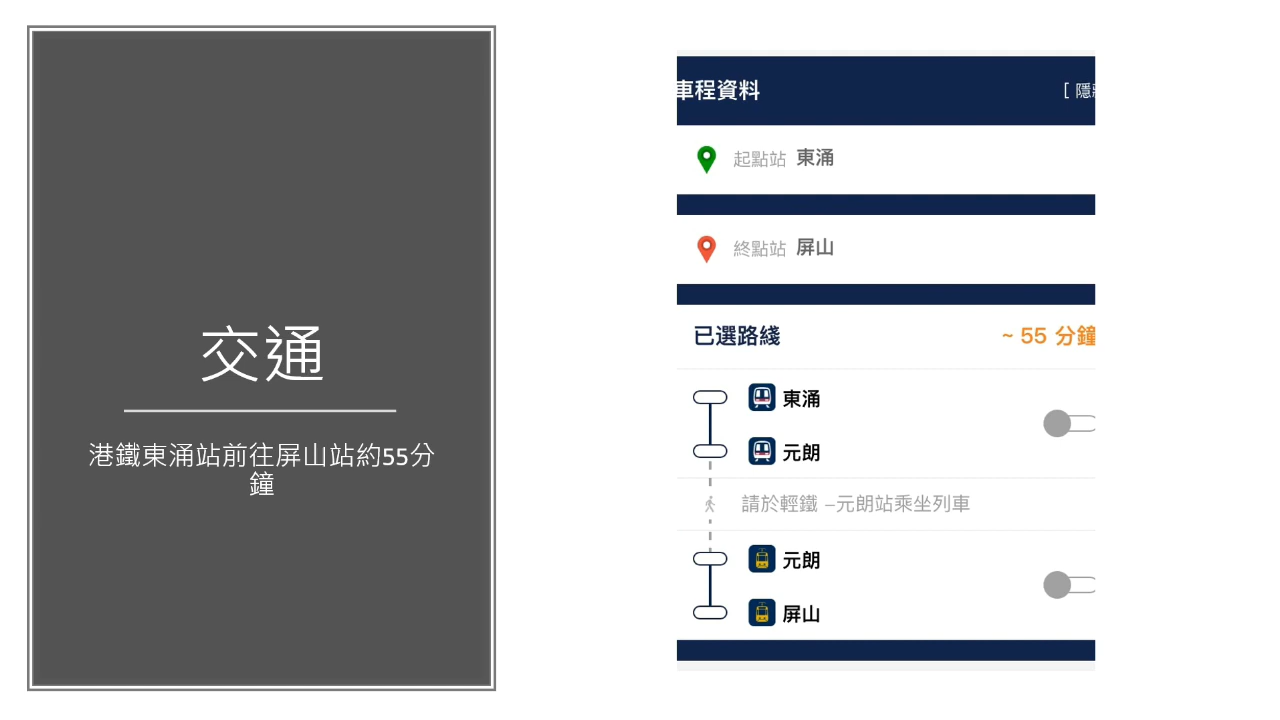 交通
港鐵東涌站前往屏山站約55分
鐘
車程資料
[ 隱
起點站 東涌
終點站 屏山
已選路綫
~ 55 分鐘
東涌
元朗
請於輕鐵 –元朗站乘坐列車
元朗
屏山